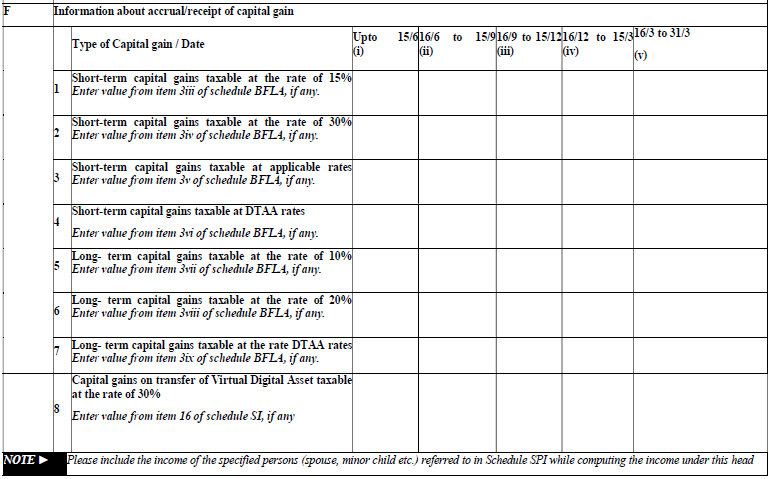 F Information about accrual/receipt of capital gain
Type of Capital gain / Date Upto 15/6 (i) 16/6 to 15/9 (ii) 16/9 to 15/12 (iii) 16/12 to 15/3 (iv) 16/3 to 31/3 (v)
1 Short-term capital gains taxable at the rate of 15%
Enter value from item 3iii of schedule BFLA, if any.
2 Short-term capital gains taxable at the rate of 30%
Enter value from item 3iv of schedule BFLA, if any.
3 Short-term capital gains taxable at applicable rates
Enter value from item 3v of schedule BFLA, if any.
4 Short-term capital gains taxable at DTAA rates
Enter value from item 3vi of schedule BFLA, if any.
5 Long- term capital gains taxable at the rate of 10%
Enter value from item 3vii of schedule BFLA, if any.
6 Long- term capital gains taxable at the rate of 20%
Enter value from item 3viii of schedule BFLA, if any.
7 Long- term capital gains taxable at the rate DTAA rates
Enter value from item 3ix of schedule BFLA, if any.
8 Capital gains on transfer of Virtual Digital Asset taxable
at the rate of 30%
Enter value from item 16 of schedule SI, if any
NOTE ► Please include the income of the specified persons (spouse, minor child etc.) referred to in Schedule SPI while computing the income under this head